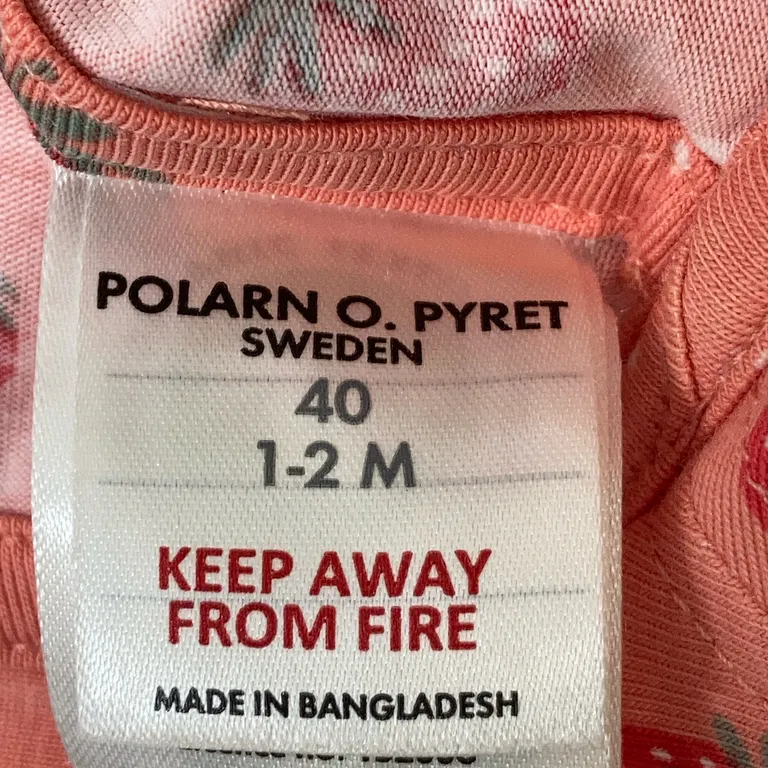 POLARN O. PYRET
SWEDEN
40
1-2 M
KEEP AWAY
FROM FIRE
MADE IN BANGLADESH